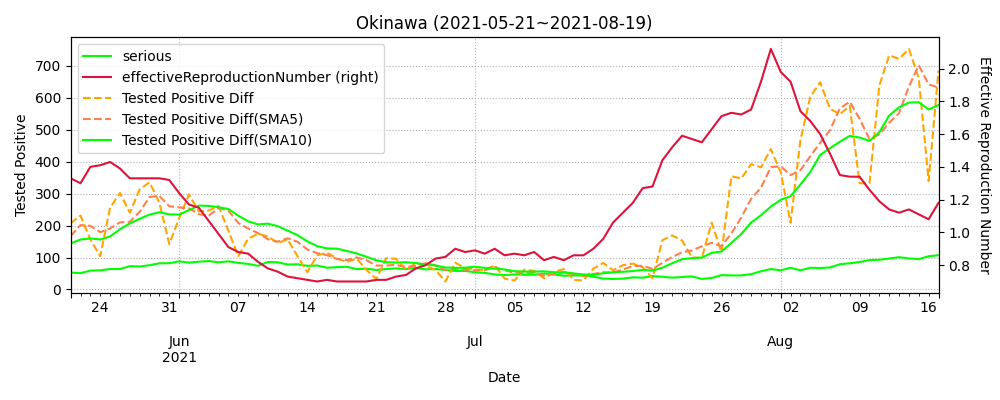 Okinawa (2021-05-21~2021-08-19)
serious
effectiveReproductionNumber (right)
Tested Positive Diff
Tested Positive Diff(SMA5)
Tested Positive Diff(SMA10)
Tested Positive
700
600
500
400
300
200
100
0
2.0
1.8
1.6
1.4
1.2
1.0
0.8
Effective Reproduction Number
24 31 07 14 21 28 05 12 19 26 02 09 16
Jun Jul Aug
2021
Date